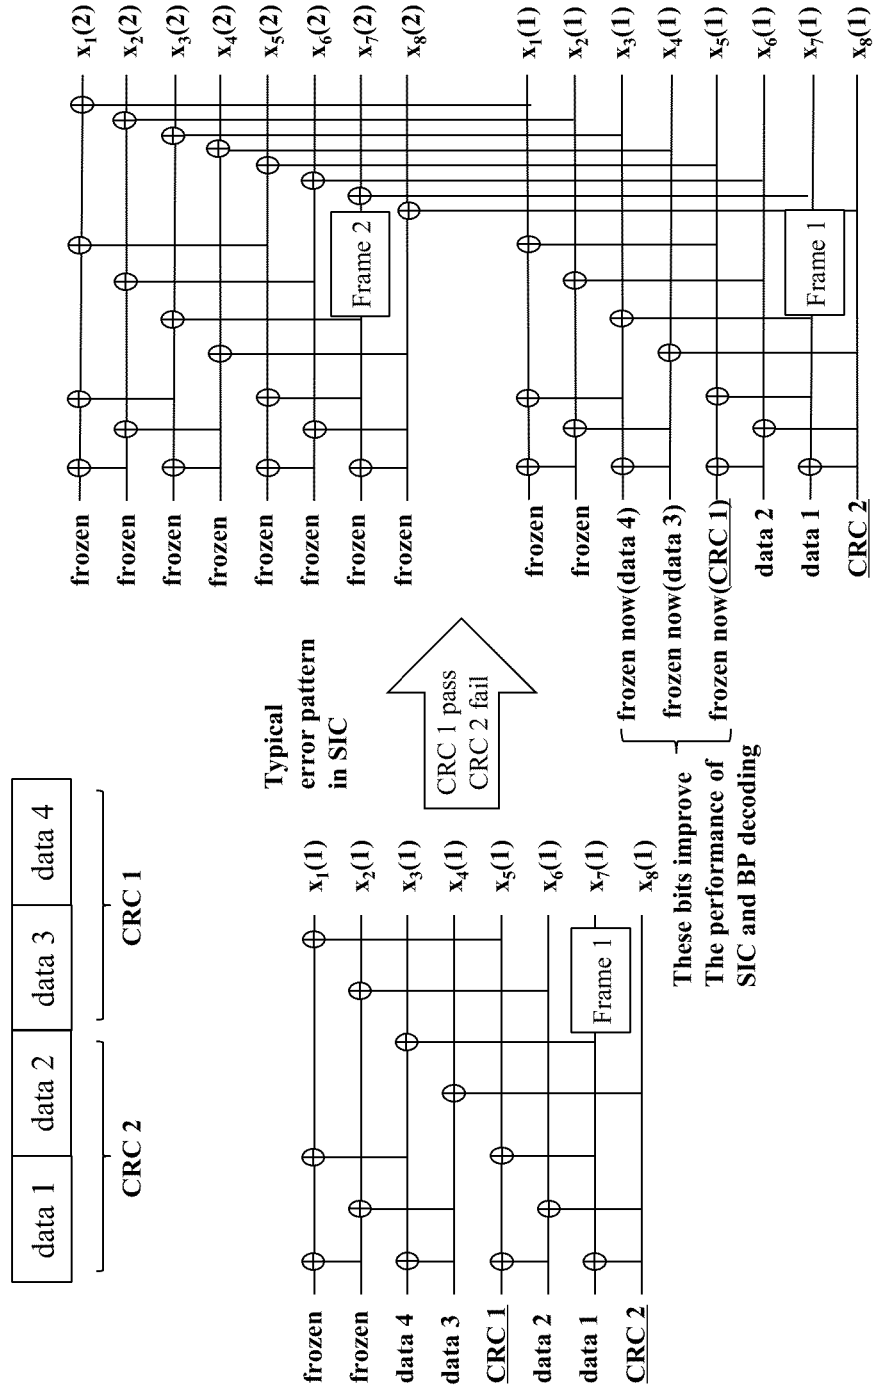 data 1
data 2
data 3
data 4
CRC 2
CRC 1
frozen
frozen
data 4
data 3
CRC 1
data 2
data 1
CRC 2
Frame 1
x1(1)
x2(1)
x3(1)
x4(1)
x5(1)
x6(1)
x7(1)
x8(1)
Typical
error pattern
in SIC
CRC 1 pass
CRC 2 fail
These bits improve
The performance of
SIC and BP decoding
frozen
frozen
frozen
frozen
frozen
frozen
frozen
frozen
Frame 2
x1(2)
x2(2)
x3(2)
x4(2)
x5(2)
x6(2)
x7(2)
x8(2)
frozen
frozen
frozen now(data 4)
frozen now(data 3)
frozen now(CRC 1)
data 2
data 1
CRC 2
Frame 1
x1(1)
x2(1)
x3(1)
x4(1)
x5(1)
x6(1)
x7(1)
x8(1)